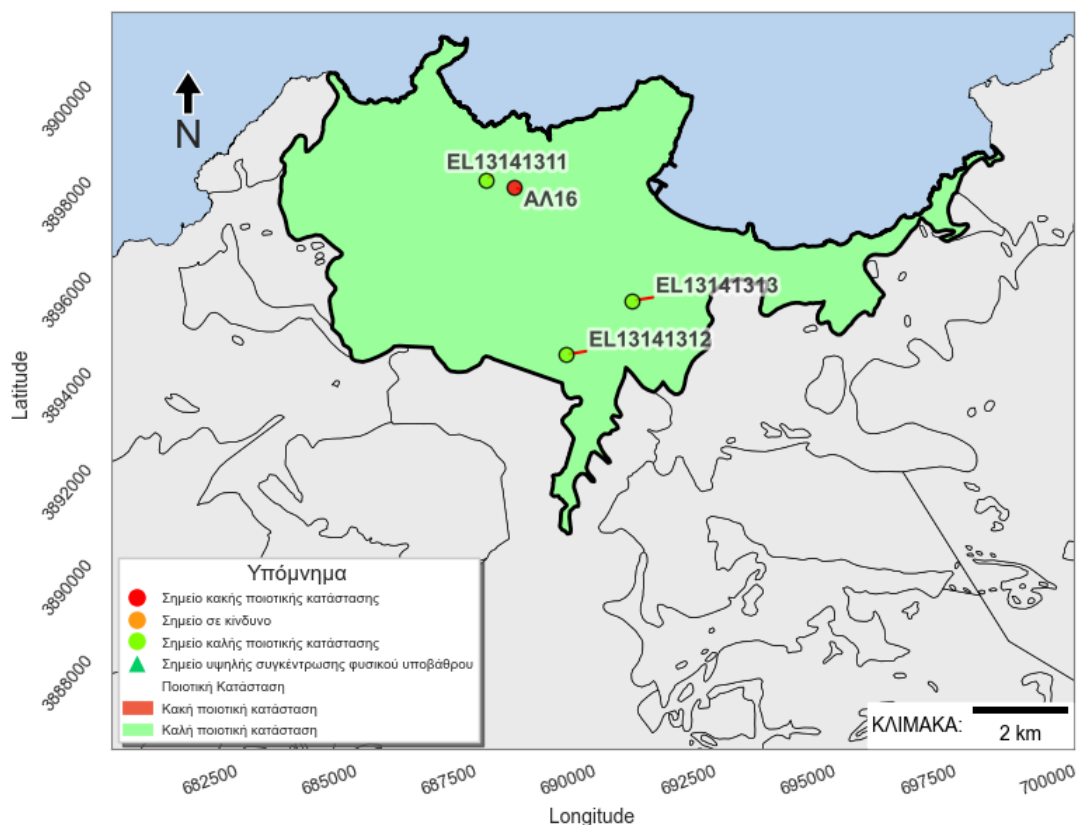 N
EL13141311
ΑΛ16
EL13141313
EL13141312
3900000
3898000
3896000
3894000
3892000
3890000
3888000
Latitude
Υπόμνημα
Σημείο κακής ποιοτικής κατάστασης
Σημείο σε κίνδυνο
Σημείο καλής ποιοτικής κατάστασης
Σημείο υψηλής συγκέντρωσης φυσικού υποβάθρου
Ποιοτική Κατάσταση
Κακή ποιοτική κατάσταση
Καλή ποιοτική κατάσταση
ΚΛΙΜΑΚΑ:
2 km
682500
685000
687500
690000
692500
695000
697500
700000
Longitude